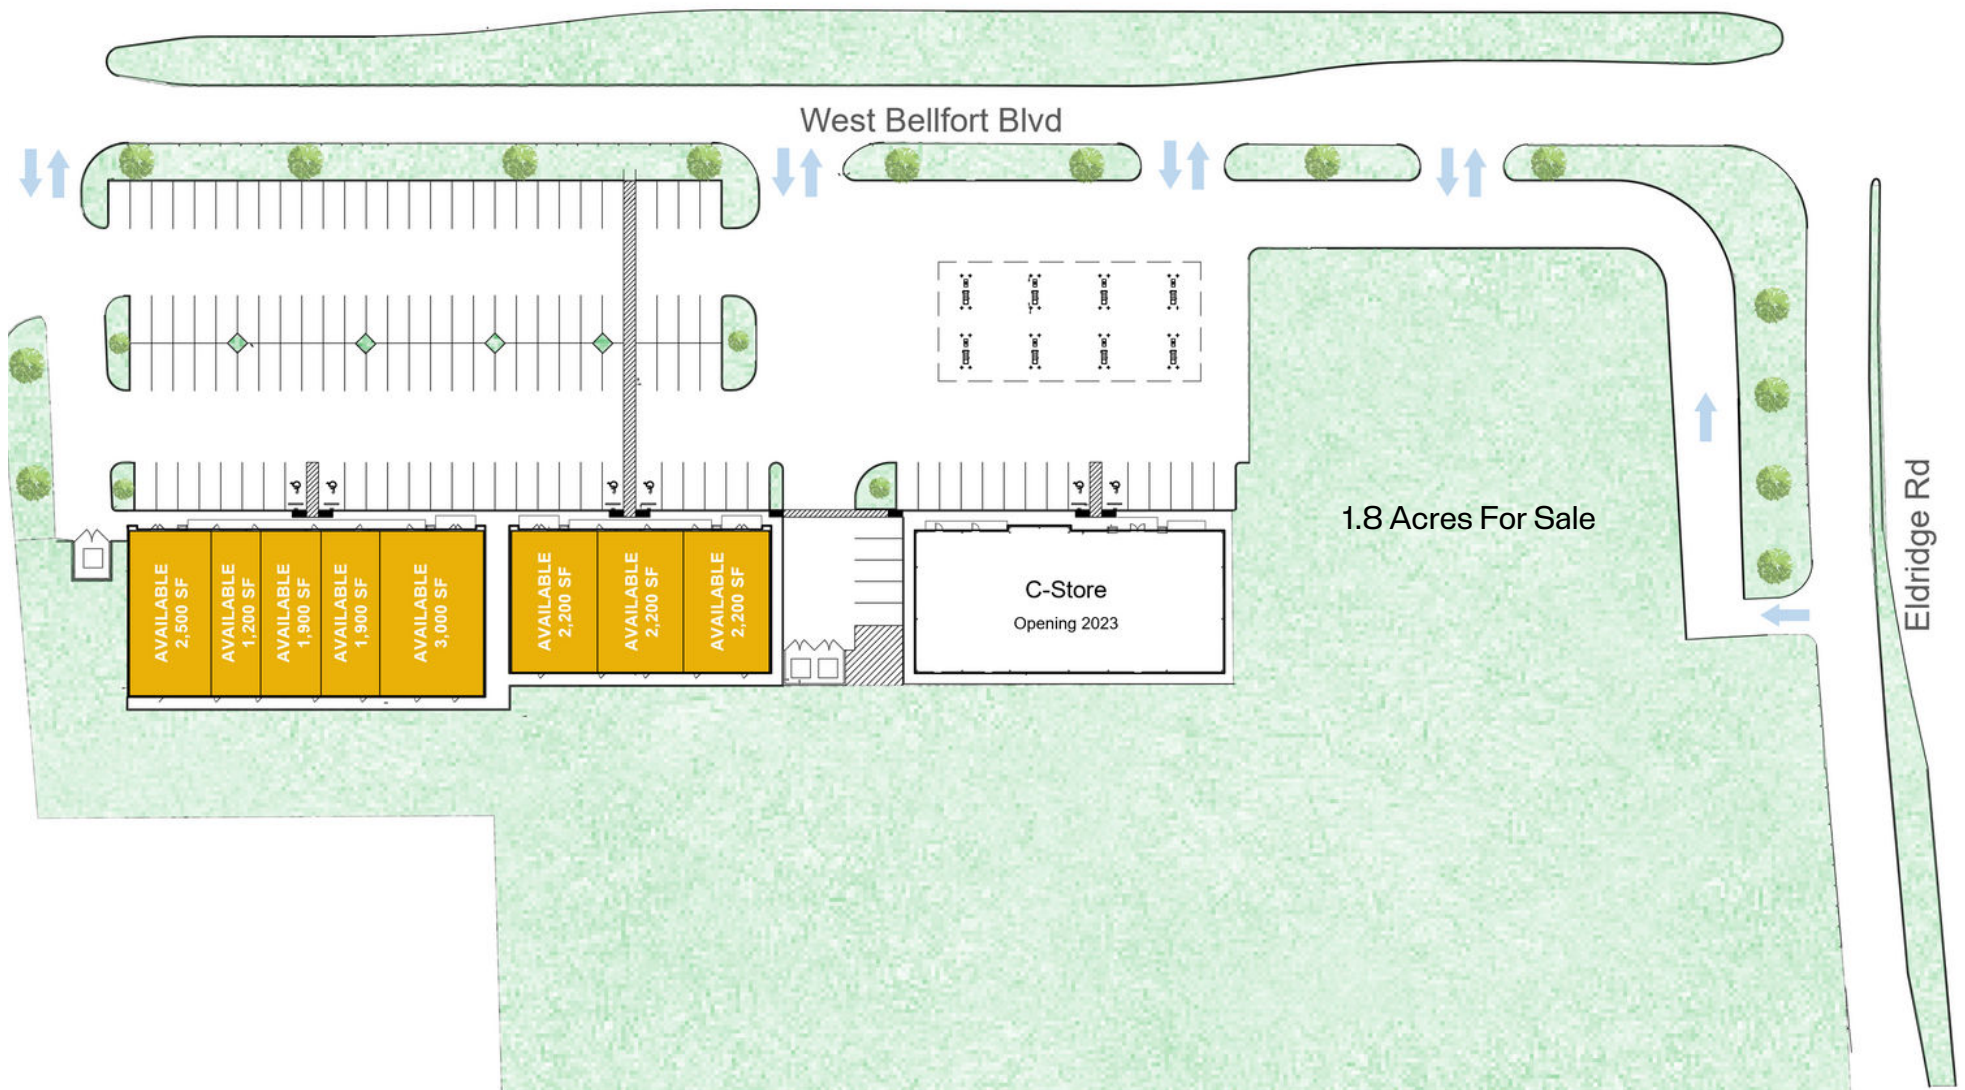 West Bellfort Blvd
1.8 Acres For Sale
Eldridge Rd
AVAILABLE
2,500 SF
AVAILABLE
1,200 SF
AVAILABLE
1,900 SF
AVAILABLE
1,900 SF
AVAILABLE
3,000 SF
AVAILABLE
2,200 SF
AVAILABLE
2,200 SF
AVAILABLE
2,200 SF
C-Store
Opening 2023